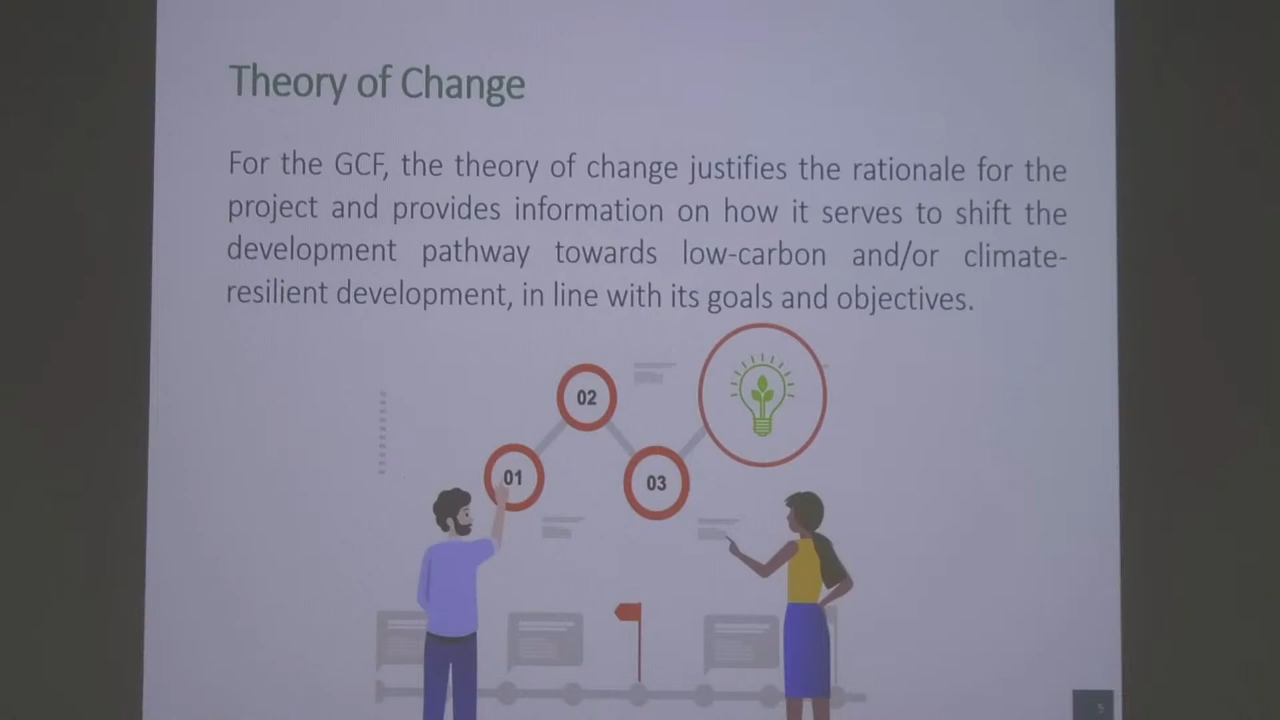 Theory of Change
For the GCF, the theory of change justifies the rationale for the
project and provides information on how it serves to shift the
development pathway towards low-carbon and/or climate-
resilient development, in line with its goals and objectives.
02
01
03
5